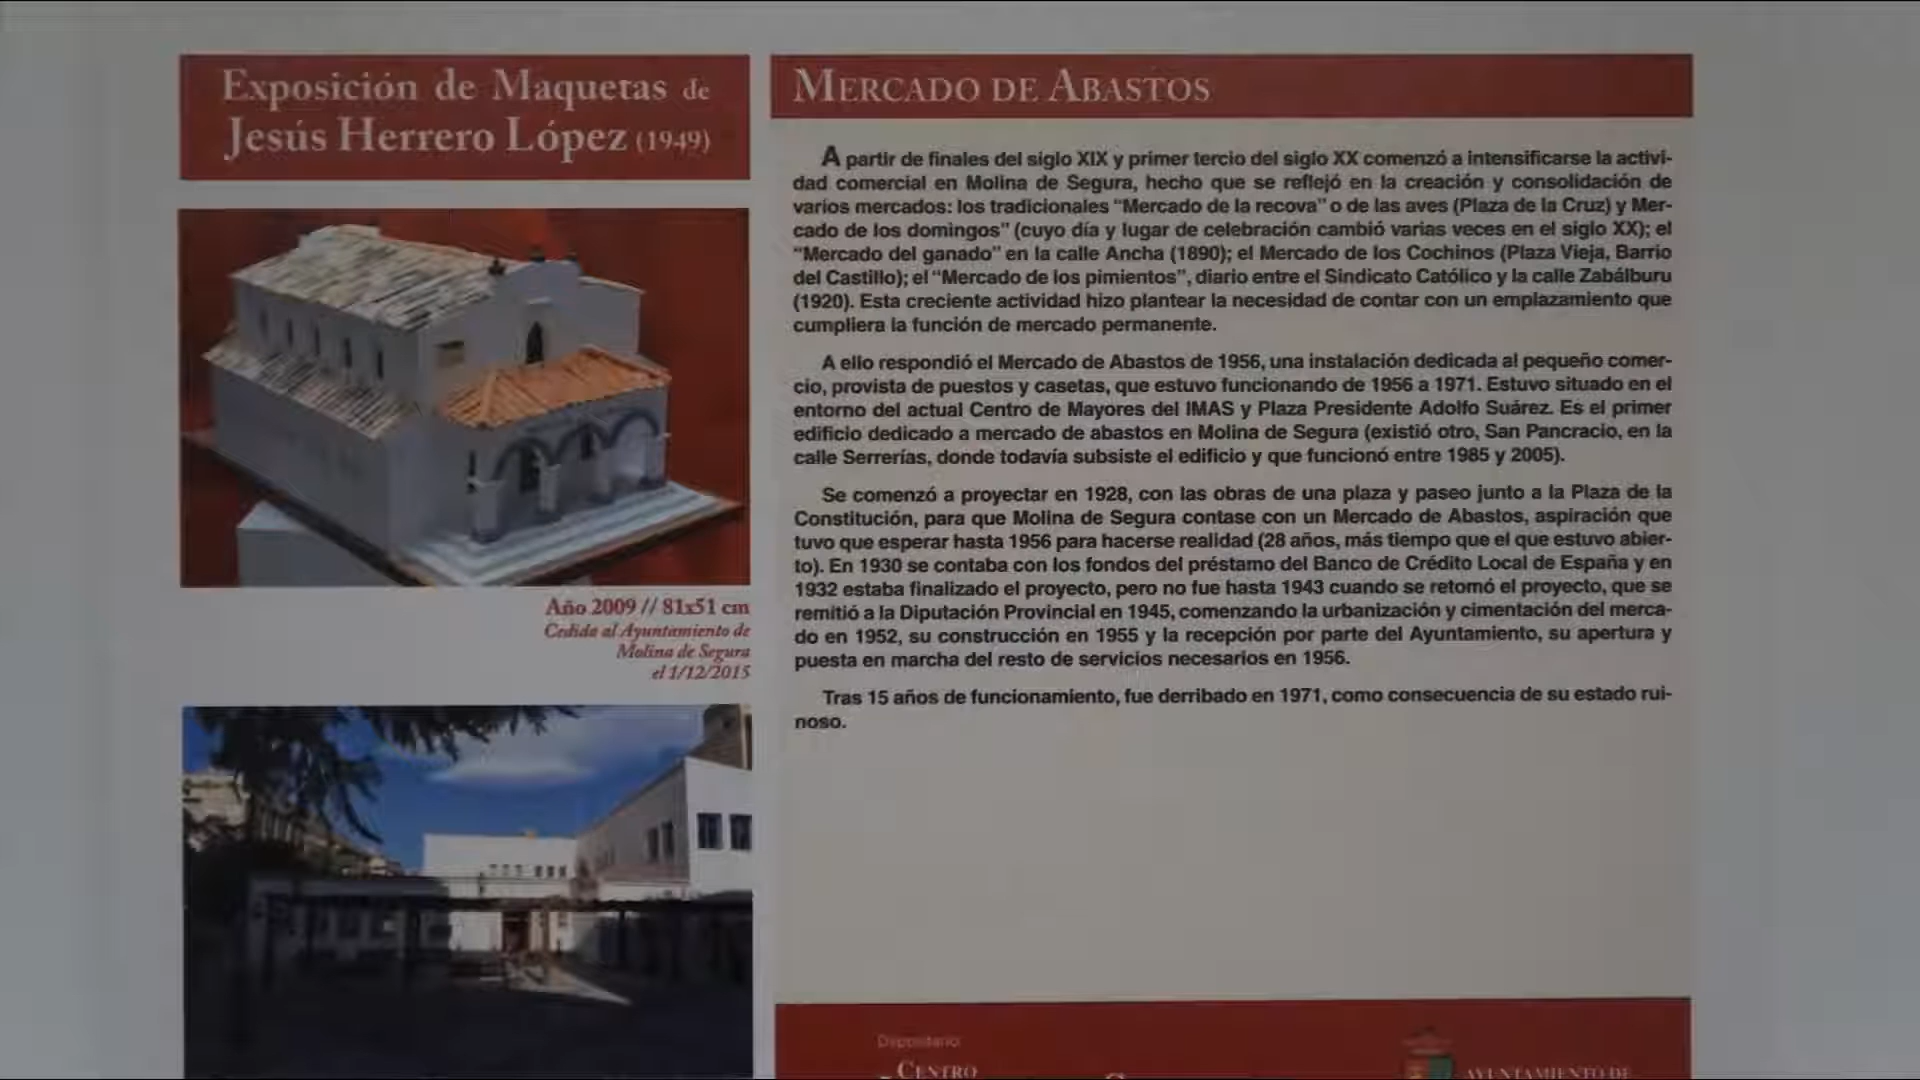 Exposición de Maquetas de
Jesús Herrero López (1949)
Año 2009 // 81x51 cm
Cedida al Ayuntamiento de
Molina de Segura
el 1/12/2015
MERCADO DE ABASTOS
A partir de finales del siglo XIX y primer tercio del siglo XX comenzó a intensificarse la activi-
dad comercial en Molina de Segura, hecho que se reflejó en la creación y consolidación de
varios mercados: los tradicionales “Mercado de la recova” o de las aves (Plaza de la Cruz) y Mer-
cado de los domingos” (cuyo día y lugar de celebración cambió varias veces en el siglo XX); el
“Mercado del ganado” en la calle Ancha (1890); el Mercado de los Cochinos (Plaza Vieja, Barrio
del Castillo); el “Mercado de los pimientos”, diario entre el Sindicato Católico y la calle Zabálburu
(1920). Esta creciente actividad hizo plantear la necesidad de contar con un emplazamiento que
cumpliera la función de mercado permanente.
A ello respondió el Mercado de Abastos de 1956, una instalación dedicada al pequeño comer-
cio, provista de puestos y casetas, que estuvo funcionando de 1956 a 1971. Estuvo situado en el
entorno del actual Centro de Mayores del IMAS y Plaza Presidente Adolfo Suárez. Es el primer
edificio dedicado a mercado de abastos en Molina de Segura (existió otro, San Pancracio, en la
calle Serrerías, donde todavía subsiste el edificio y que funcionó entre 1985 y 2005).
Se comenzó a proyectar en 1928, con las obras de una plaza y paseo junto a la Plaza de la
Constitución, para que Molina de Segura contase con un Mercado de Abastos, aspiración que
tuvo que esperar hasta 1956 para hacerse realidad (28 años, más tiempo que el que estuvo abier-
to). En 1930 se contaba con los fondos del préstamo del Banco de Crédito Local de España y en
1932 estaba finalizado el proyecto, pero no fue hasta 1943 cuando se retomó el proyecto, que se
remitió a la Diputación Provincial en 1945, comenzando la urbanización y cimentación del merca-
do en 1952, su construcción en 1955 y la recepción por parte del Ayuntamiento, su apertura y
puesta en marcha del resto de servicios necesarios en 1956.
Tras 15 años de funcionamiento, fue derribado en 1971, como consecuencia de su estado rui-
noso.
Depositario:
CENTRO
AYUNTAMIENTO DE